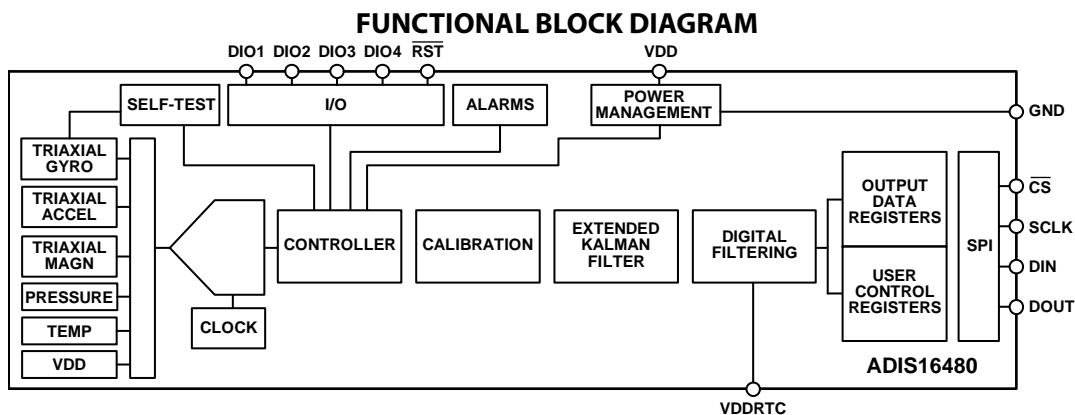 FUNCTIONAL BLOCK DIAGRAM
DIO1 DIO2 DIO3 DIO4 RST VDD
SELF-TEST
I/O
ALARMS
POWER
MANAGEMENT
GND
TRIAXIAL
GYRO
TRIAXIAL
ACCEL
TRIAXIAL
MAGN
PRESSURE
TEMP
VDD
CLOCK
CONTROLLER
CALIBRATION
EXTENDED
KALMAN
FILTER
DIGITAL
FILTERING
OUTPUT
DATA
REGISTERS
USER
CONTROL
REGISTERS
SPI
CS
SCLK
DIN
DOUT
ADIS16480
VDDRTC